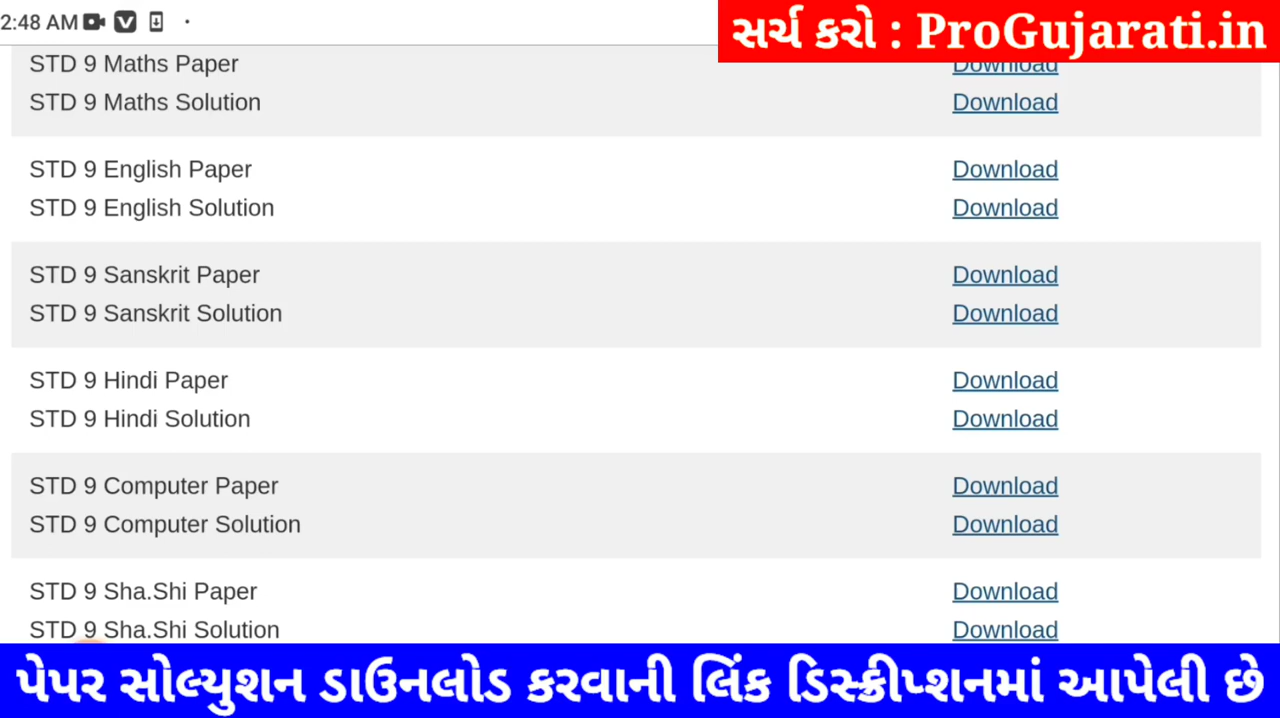 2:48 AM
સર્ચ કરો : ProGujarati.in
STD 9 Maths Paper Download
STD 9 Maths Solution Download
STD 9 English Paper Download
STD 9 English Solution Download
STD 9 Sanskrit Paper Download
STD 9 Sanskrit Solution Download
STD 9 Hindi Paper Download
STD 9 Hindi Solution Download
STD 9 Computer Paper Download
STD 9 Computer Solution Download
STD 9 Sha.Shi Paper Download
STD 9 Sha.Shi Solution Download
પેપર સોલ્યુશન ડાઉનલોડ કરવાની લિંક ડિસ્ક્રીપ્શનમાં આપેલી છે